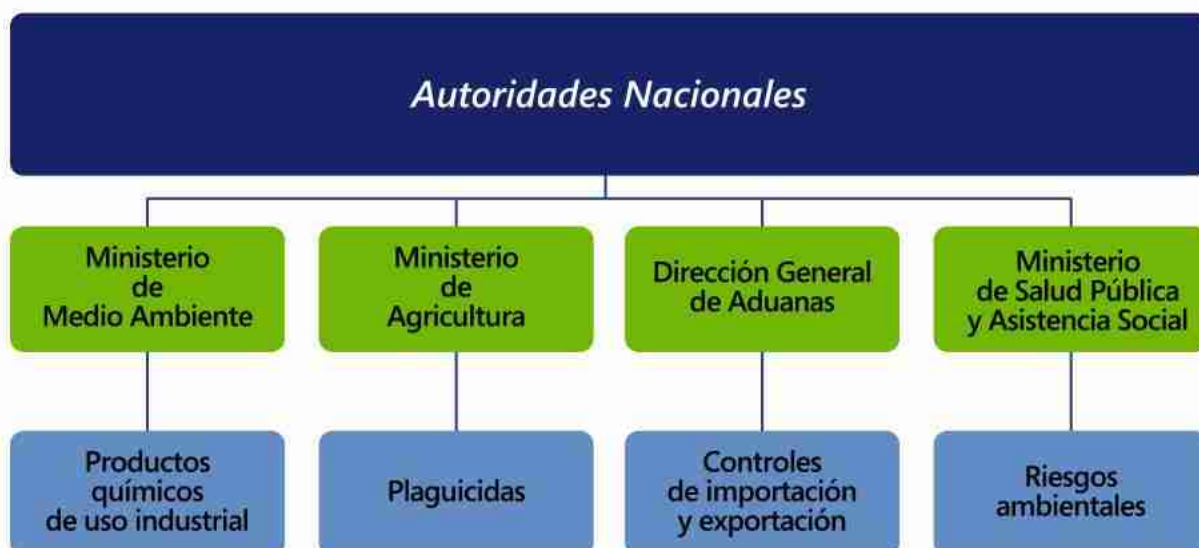 Autoridades Nacionales
Ministerio
de
Medio Ambiente
Ministerio
de
Agricultura
Dirección General
de Aduanas
Ministerio
de Salud Pública
y Asistencia Social
Productos
químicos
de uso industrial
Plaguicidas
Controles
de importación
y exportación
Riesgos
ambientales